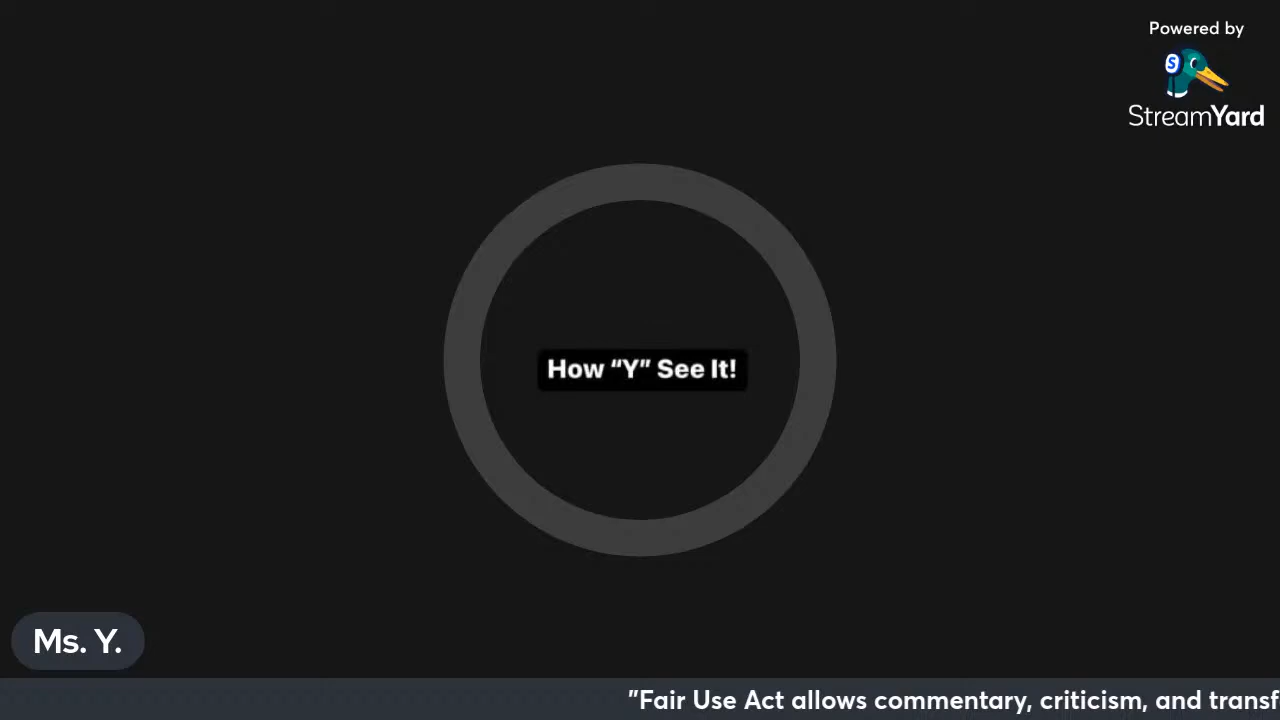 Powered by
S
StreamYard
How “Y” See It!
Ms. Y.
"Fair Use Act allows commentary, criticism, and transf